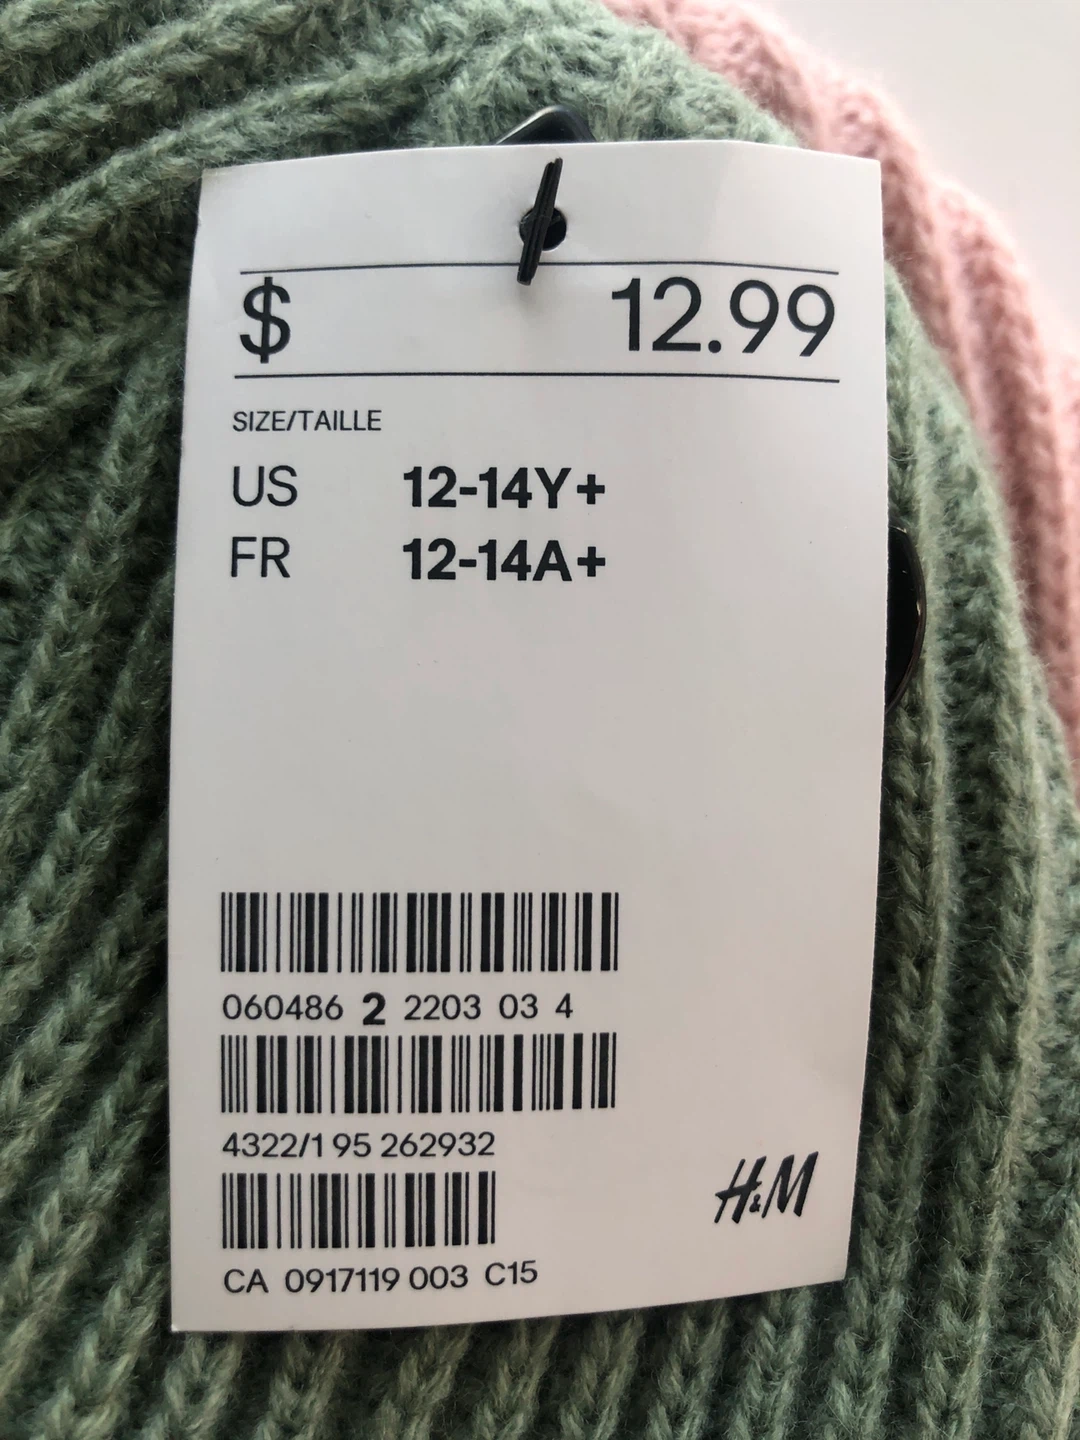 $ 12.99
SIZE/TAILLE
US 12-14Y+
FR 12-14A+
060486 2 2203 03 4
4322/1 95 262932
H&M
CA 0917119 003 C15